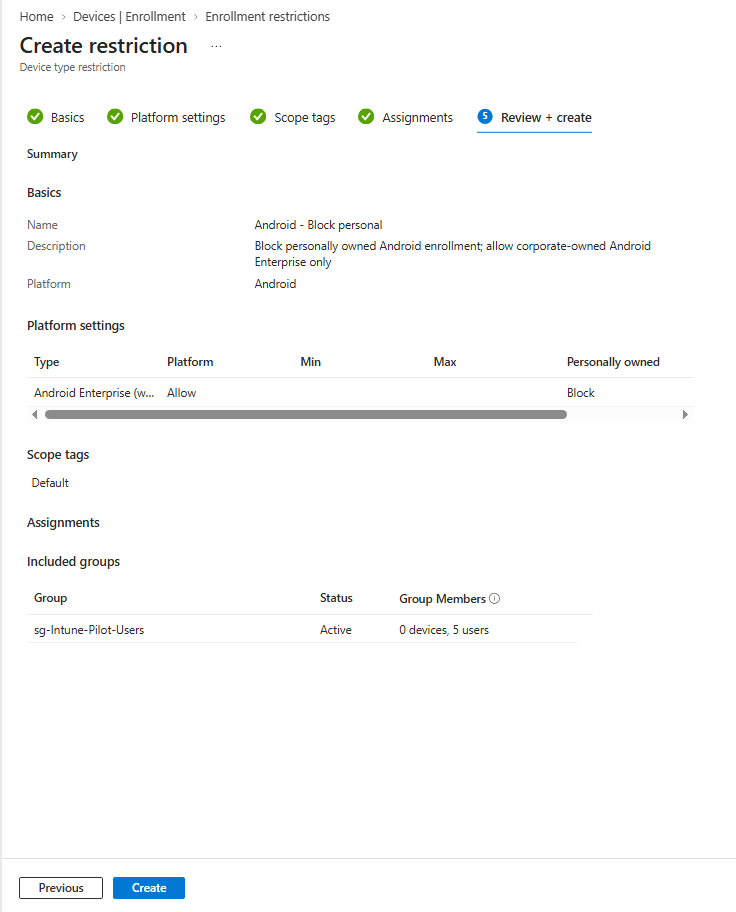 Home > Devices | Enrollment > Enrollment restrictions
Create restriction ...
Device type restriction
Basics Platform settings Scope tags Assignments 5 Review + create
Summary
Basics
Name Android - Block personal
Description Block personally owned Android enrollment; allow corporate-owned Android
Enterprise only
Platform Android
Platform settings
Type Platform Min Max Personally owned
Android Enterprise (w... Allow Block
Scope tags
Default
Assignments
Included groups
Group Status Group Members
sg-Intune-Pilot-Users Active 0 devices, 5 users
Previous Create